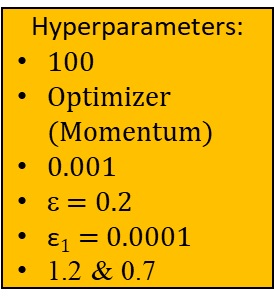 Hyperparameters:
• 100
• Optimizer
(Momentum)
• 0.001
• ε = 0.2
• ε₁ = 0.0001
• 1.2 & 0.7